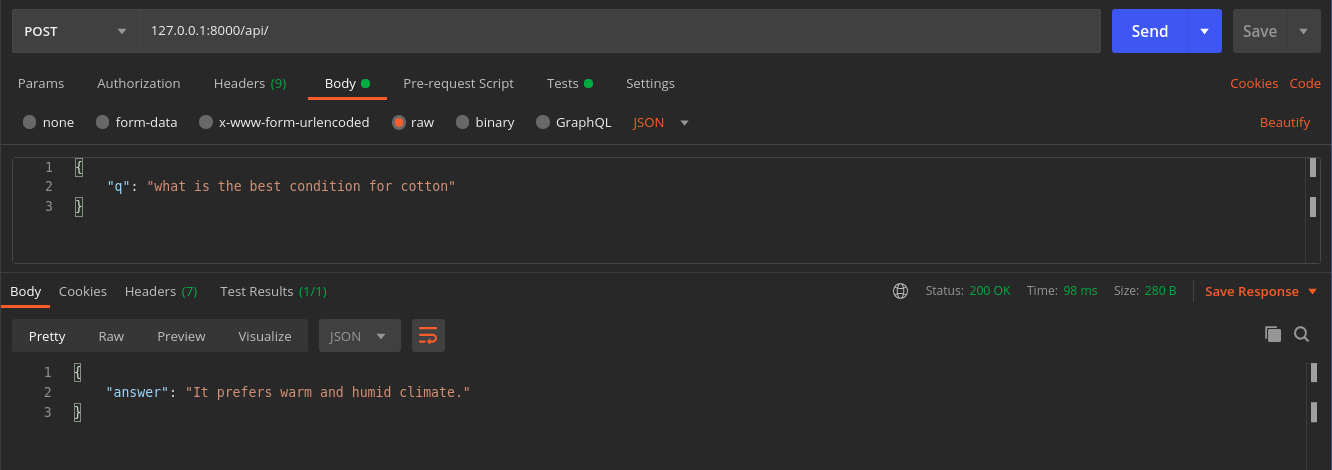 POST 127.0.0.1:8000/api/ Send Save
Params Authorization Headers (9) Body Pre-request Script Tests Settings Cookies Code
none form-data x-www-form-urlencoded raw binary GraphQL JSON Beautify
1 {
2 "q": "what is the best condition for cotton"
3 }
Body Cookies Headers (7) Test Results (1/1) Status: 200 OK Time: 98 ms Size: 280 B Save Response
Pretty Raw Preview Visualize JSON
1 {
2 "answer": "It prefers warm and humid climate."
3 }